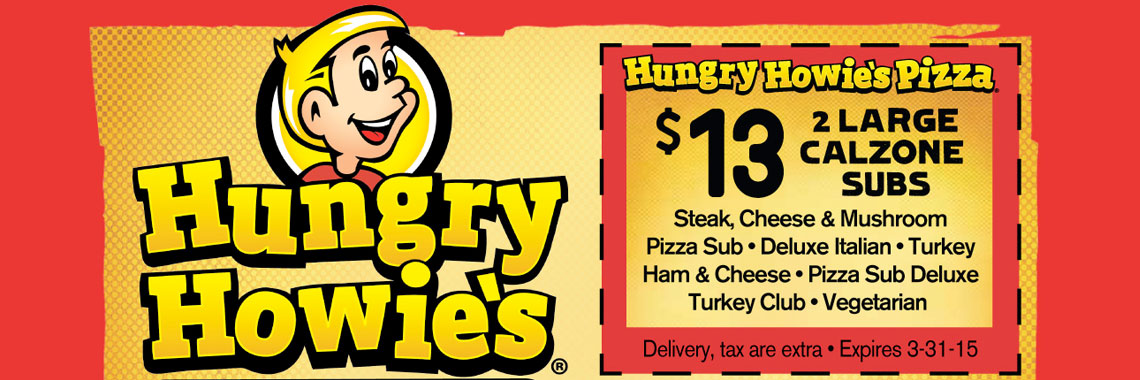 Hungry
Howie's®
Hungry Howie's Pizza®
$13 2 LARGE
CALZONE
SUBS
Steak, Cheese & Mushroom
Pizza Sub • Deluxe Italian • Turkey
Ham & Cheese • Pizza Sub Deluxe
Turkey Club • Vegetarian
Delivery, tax are extra • Expires 3-31-15